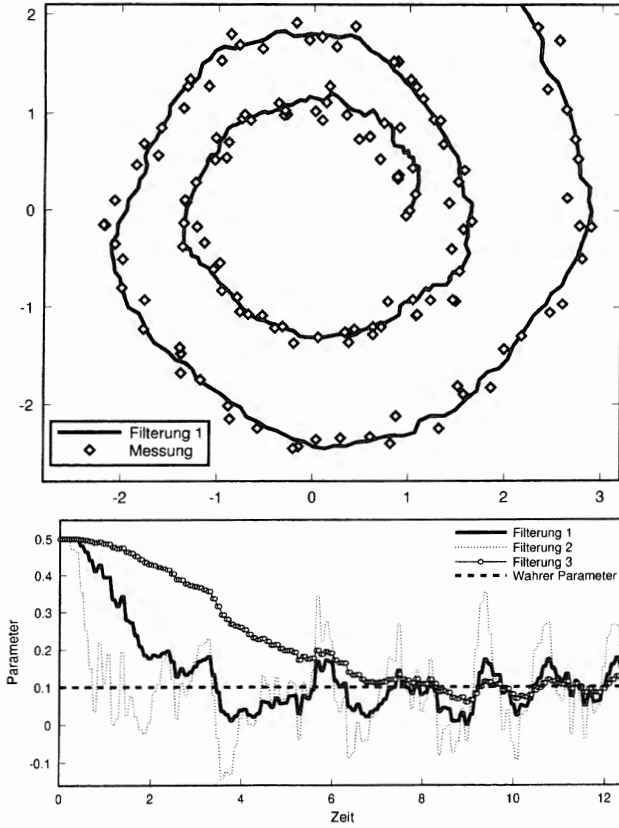 2
1
0
-1
-2
Filterung 1
Messung
-2 -1 0 1 2 3
0.5
0.4
0.3
0.2
0.1
0
-0.1
Parameter
Filterung 1
Filterung 2
Filterung 3
Wahrer Parameter
0 2 4 6 8 10 12
Zeit